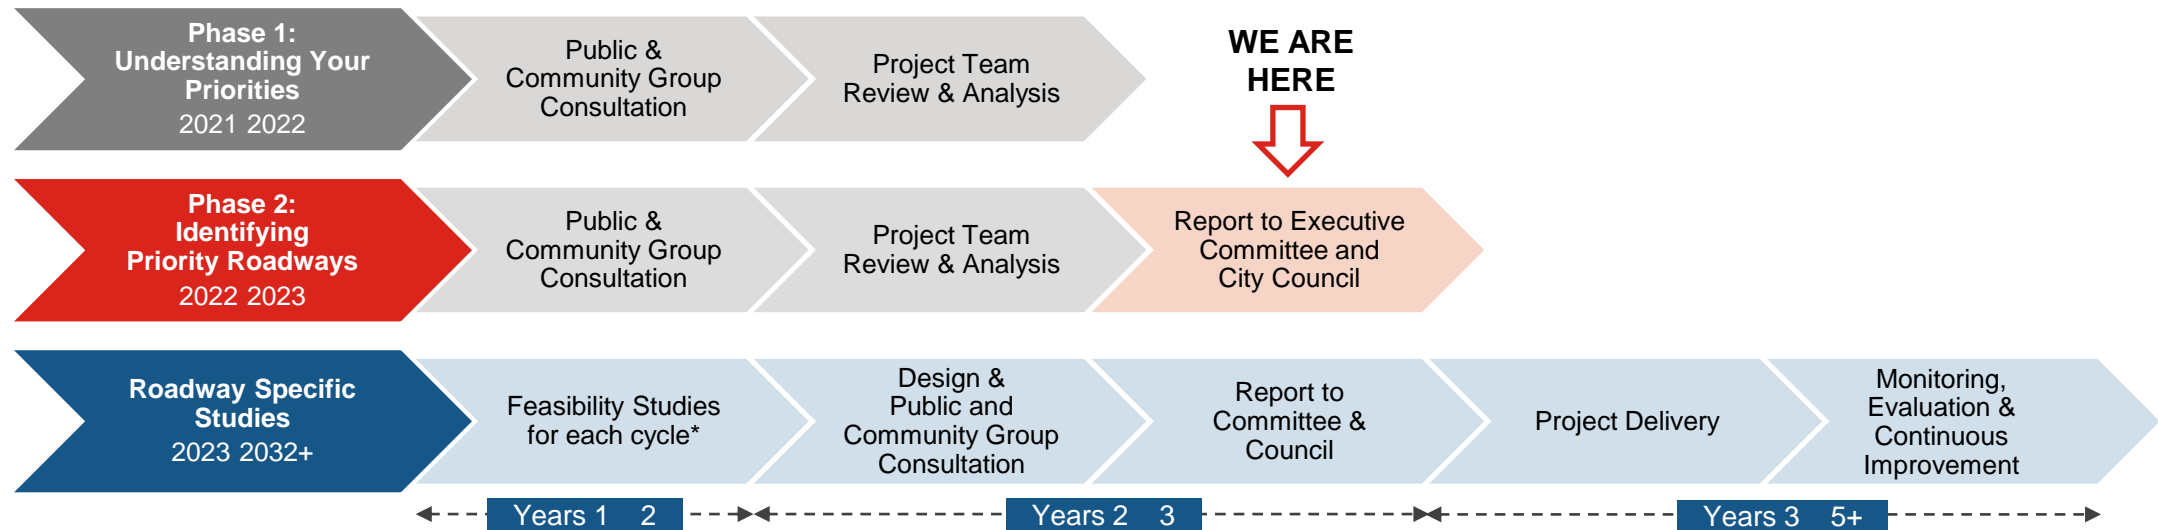 Phase 1:
Understanding Your
Priorities
2021 2022
Public &
Community Group
Consultation
Project Team
Review & Analysis
WE ARE
HERE
Phase 2:
Identifying
Priority Roadways
2022 2023
Public &
Community Group
Consultation
Project Team
Review & Analysis
Report to Executive
Committee and
City Council
Roadway Specific
Studies
2023 2032+
Feasibility Studies
for each cycle*
Design &
Public and
Community Group
Consultation
Report to
Committee &
Council
Project Delivery
Monitoring,
Evaluation &
Continuous
Improvement
Years 1 2
Years 2 3
Years 3 5+